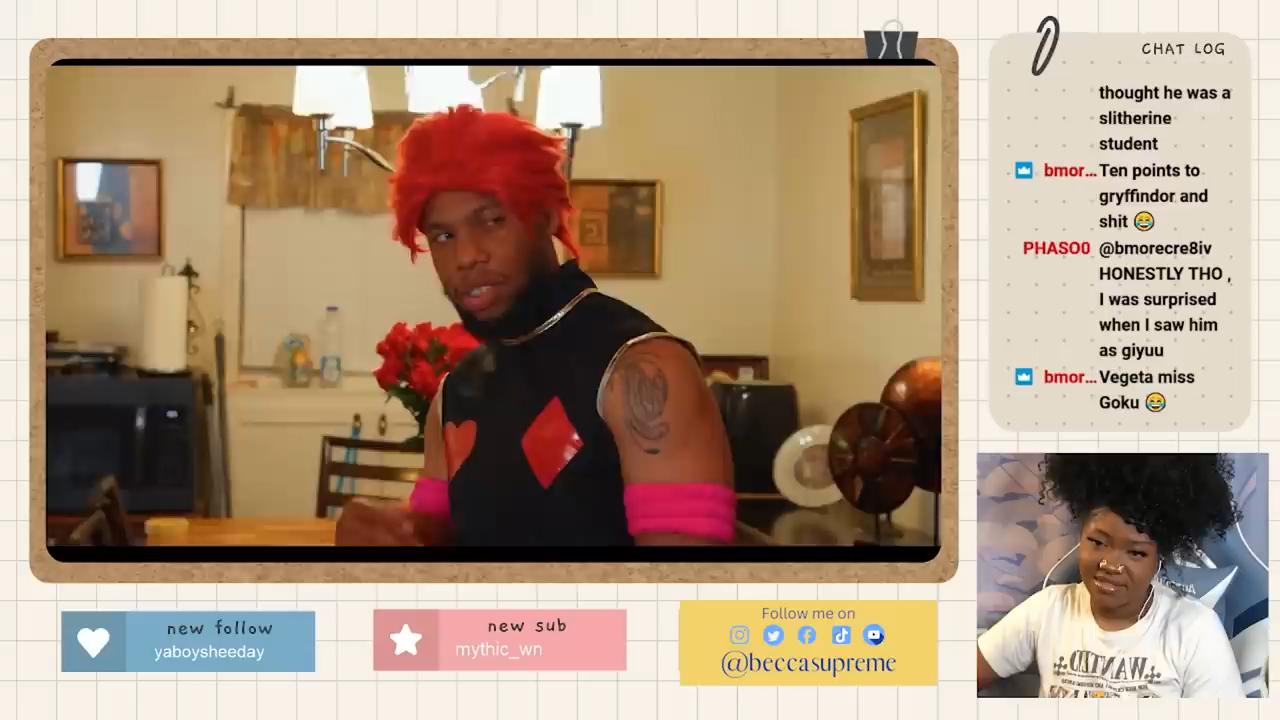 CHAT LOG
thought he was a
slitherine
student
bmor... Ten points to
gryffindor and
shit 😂
PHASO0 @bmorecre8iv
HONESTLY THO ,
I was surprised
when I saw him
as giyuu
bmor... Vegeta miss
Goku 😂
new follow
yaboysheeday
new sub
mythic_wn
Follow me on
@beccasupreme
WANTED